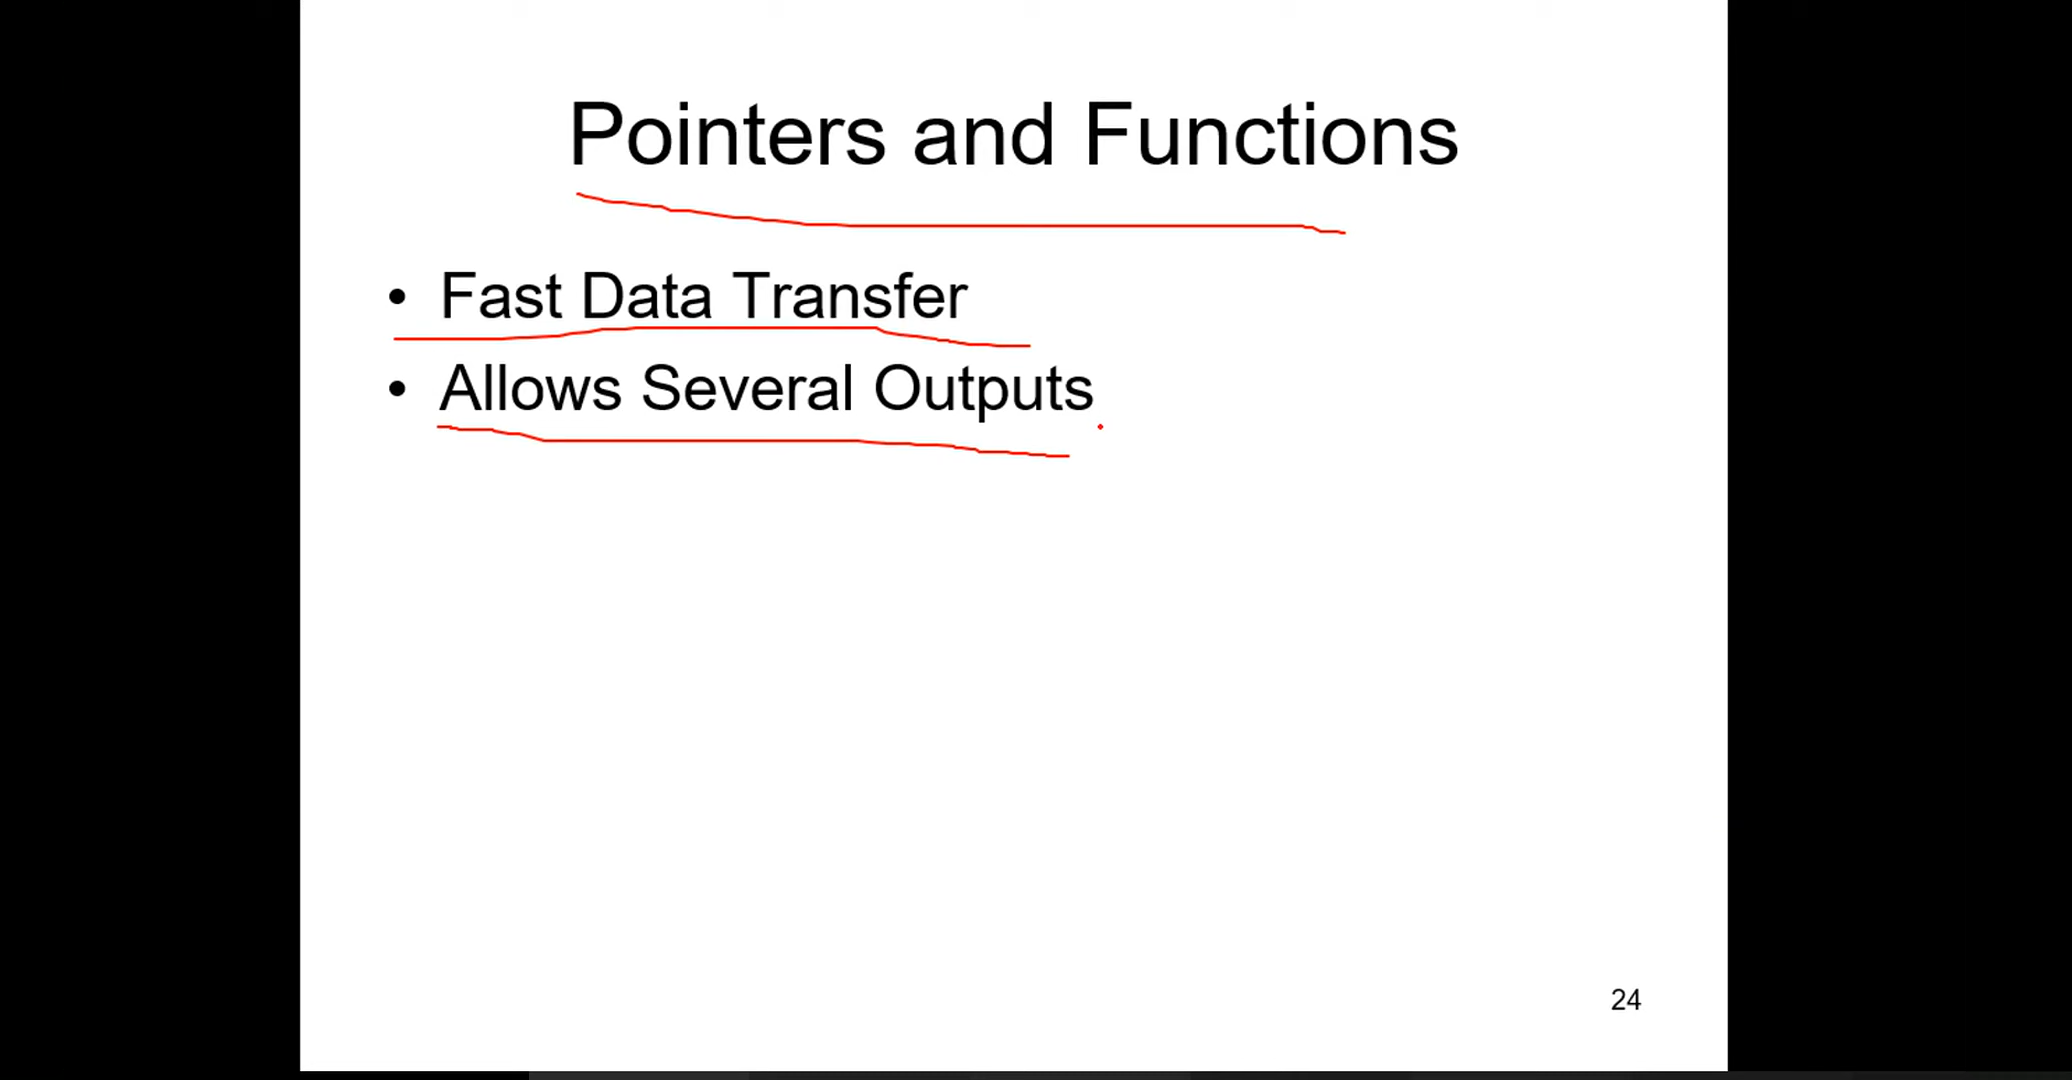 Pointers and Functions
• Fast Data Transfer
• Allows Several Outputs
24